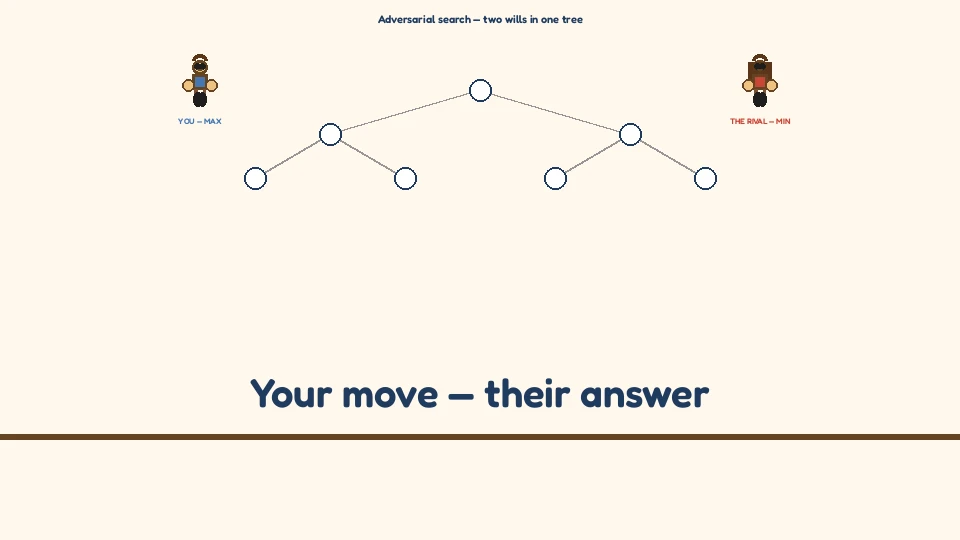 Adversarial search — two wills in one tree
YOU — MAX
THE RIVAL — MIN
Your move — their answer